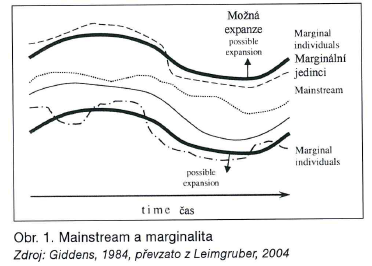 Možná
expanze
possible
expansion
Marginal
individuals
Marginální
jedinci
Mainstream
Marginal
individuals
possible
expansion
time čas
Obr. 1. Mainstream a marginalita
Zdroj: Giddens, 1984, převzato z Leimgruber, 2004